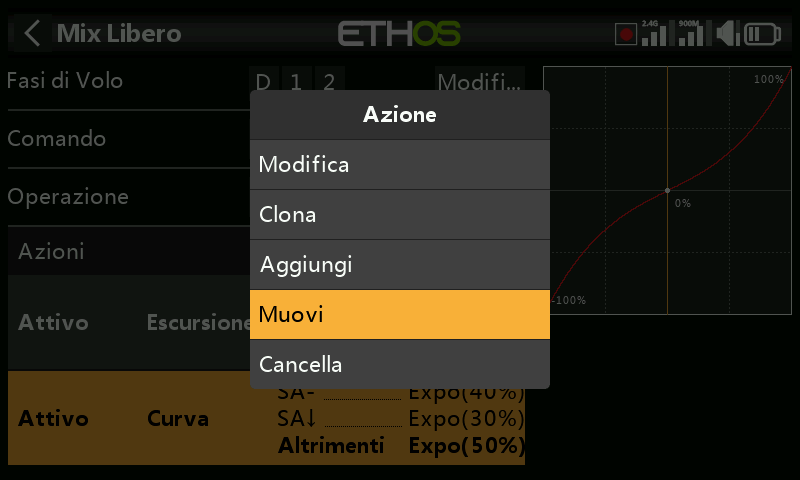 Mix Libero
ETHOS
2.4G 900M
Fasi di Volo D 1 2 Modifi...
Comando
Operazione
Azioni
Attivo Escursione
Attivo Curva
SA- Expo(40%)
SA↓ Expo(30%)
Altrimenti Expo(50%)
Azione
Modifica
Clona
Aggiungi
Muovi
Cancella
100%
0%
-100%